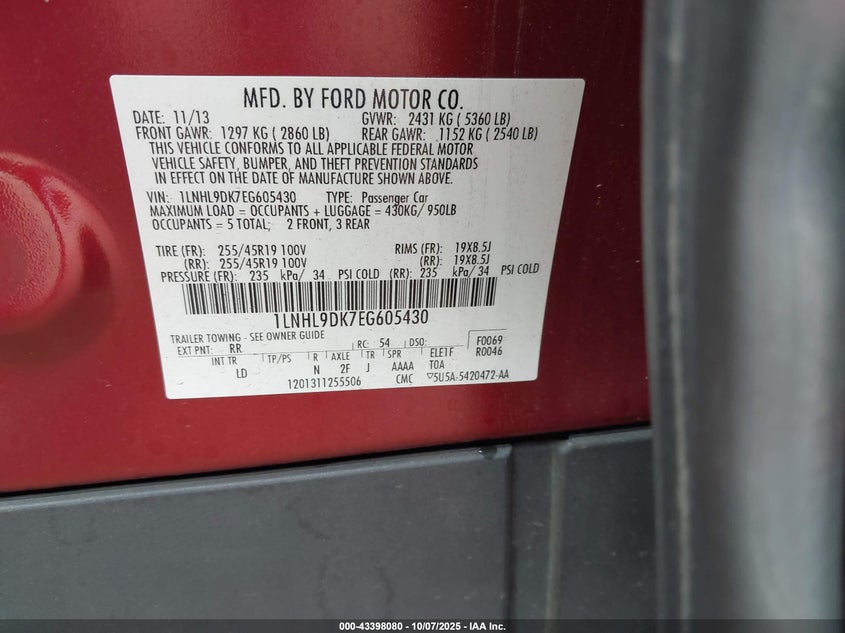 MFD. BY FORD MOTOR CO.
DATE: 11/13 GVWR: 2431 KG ( 5360 LB)
FRONT GAWR: 1297 KG ( 2860 LB) REAR GAWR: 1152 KG ( 2540 LB)
THIS VEHICLE CONFORMS TO ALL APPLICABLE FEDERAL MOTOR
VEHICLE SAFETY, BUMPER, AND THEFT PREVENTION STANDARDS
IN EFFECT ON THE DATE OF MANUFACTURE SHOWN ABOVE.
VIN: 1LNHL9DK7EG605430 TYPE: Passenger Car
MAXIMUM LOAD = OCCUPANTS + LUGGAGE = 430KG/ 950LB
OCCUPANTS = 5 TOTAL; 2 FRONT, 3 REAR
TIRE (FR): 255/45R19 100V RIMS (FR): 19X8.5J
(RR): 255/45R19 100V (RR): 19X8.5J
PRESSURE (FR): 235 kPa/ 34 PSI COLD (RR): 235 kPa/ 34 PSI COLD
1LNHL9DK7EG605430
TRAILER TOWING - SEE OWNER GUIDE
EXT PNT: RR RC: 54 DSO: F0069
INT TR TP/PS R AXLE TR SPR ELE1F R0046
LD N 2F J AAAA TOA
1201311255506 CMC ▽5U5A-5420472-AA
000-43398080 - 10/07/2025 - IAA Inc.